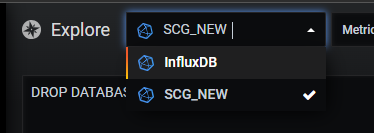 Explore SCG_NEW Metric
InfluxDB
DROP DATABAS
SCG_NEW